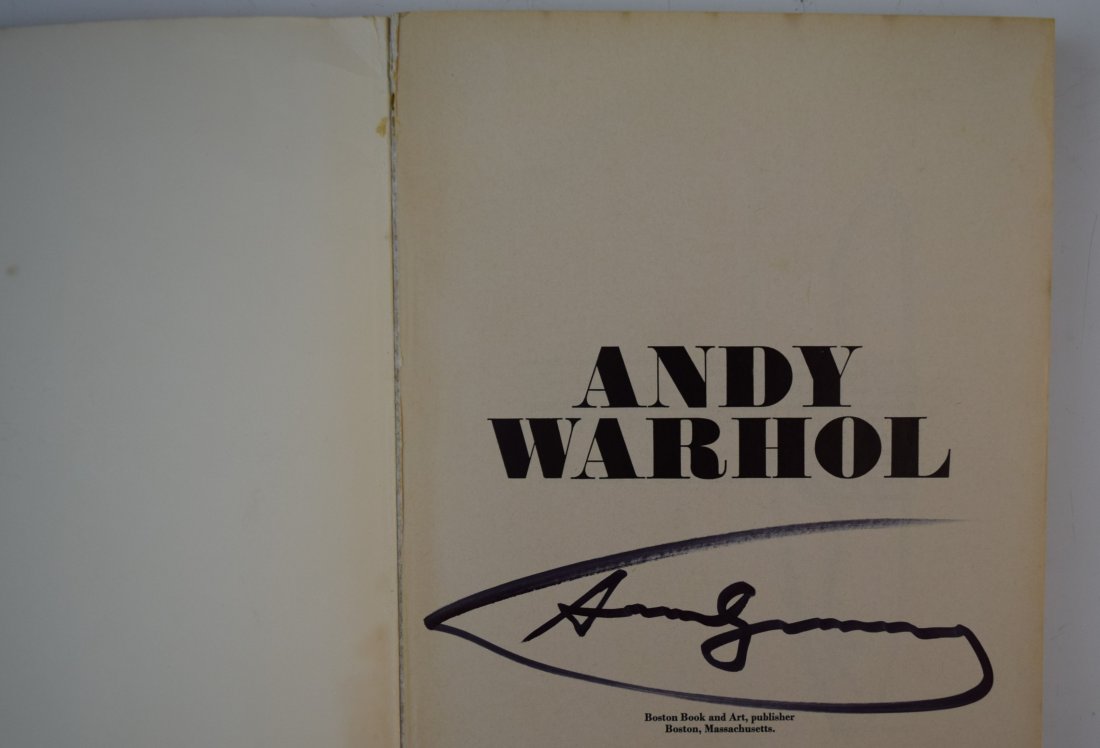 ANDY
WARHOL
Boston Book and Art, publisher
Boston, Massachusetts.